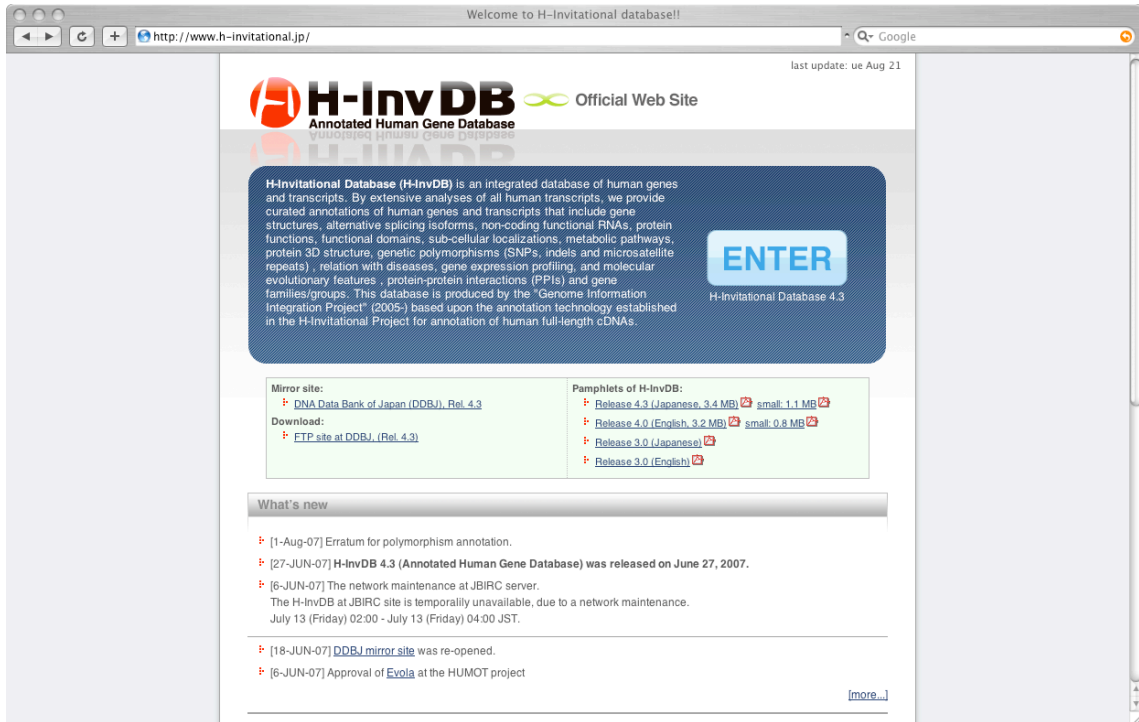 Welcome to H-Invitational database!!
http://www.h-invitational.jp/
Google
last update: ue Aug 21
H-InvDB
Annotated Human Gene Database
Official Web Site
H-Invitational Database (H-InvDB) is an integrated database of human genes
and transcripts. By extensive analyses of all human transcripts, we provide
curated annotations of human genes and transcripts that include gene
structures, alternative splicing isoforms, non-coding functional RNAs, protein
functions, functional domains, sub-cellular localizations, metabolic pathways,
protein 3D structure, genetic polymorphisms (SNPs, indels and microsatellite
repeats) , relation with diseases, gene expression profiling, and molecular
evolutionary features , protein-protein interactions (PPIs) and gene
families/groups. This database is produced by the "Genome Information
Integration Project" (2005-) based upon the annotation technology established
in the H-Invitational Project for annotation of human full-length cDNAs.
ENTER
H-Invitational Database 4.3
Mirror site:
DNA Data Bank of Japan (DDBJ), Rel. 4.3
Download:
FTP site at DDBJ, (Rel. 4.3)
Pamphlets of H-InvDB:
Release 4.3 (Japanese, 3.4 MB) small: 1.1 MB
Release 4.0 (English, 3.2 MB) small: 0.8 MB
Release 3.0 (Japanese)
Release 3.0 (English)
What's new
[1-Aug-07] Erratum for polymorphism annotation.
[27-JUN-07] H-InvDB 4.3 (Annotated Human Gene Database) was released on June 27, 2007.
[6-JUN-07] The network maintenance at JBIRC server.
The H-InvDB at JBIRC site is temporalily unavailable, due to a network maintenance.
July 13 (Friday) 02:00 - July 13 (Friday) 04:00 JST.
[18-JUN-07] DDBJ mirror site was re-opened.
[6-JUN-07] Approval of Evola at the HUMOT project
[more...]